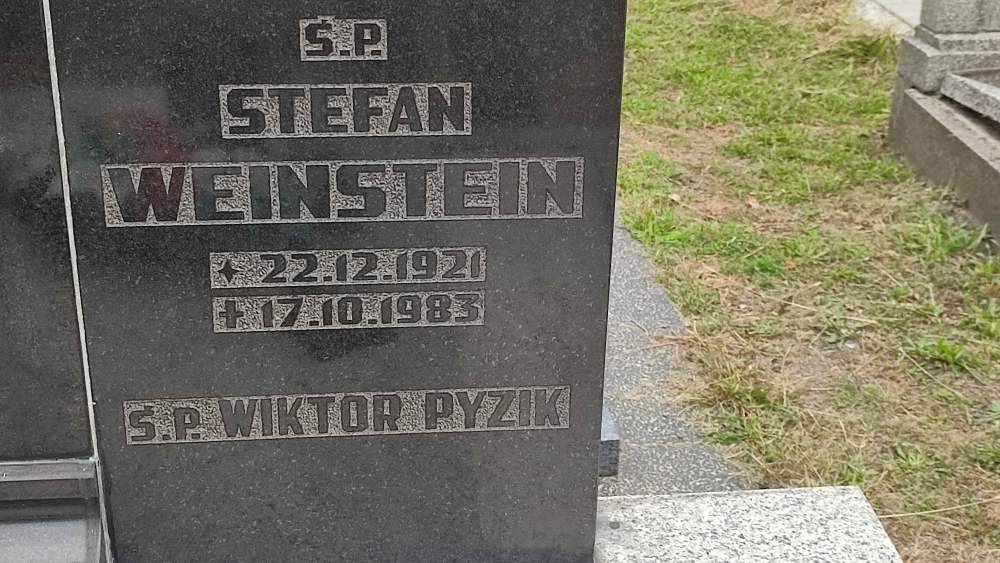 Ś.P.
STEFAN
WEINSTEIN
✦ 22.12.1921
✝ 17.10.1983
Ś.P. WIKTOR PYZIK